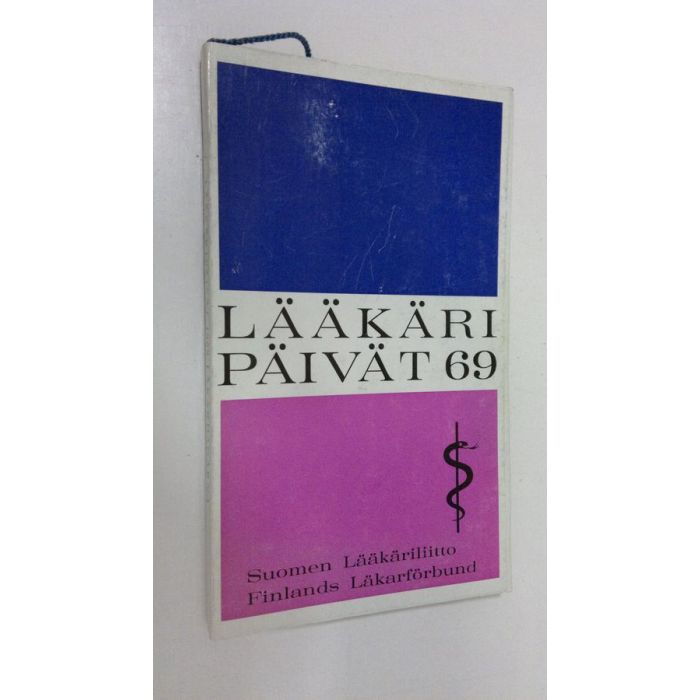 LÄÄKÄRI
PÄIVÄT 69
Suomen Lääkäriliitto
Finlands Läkarförbund